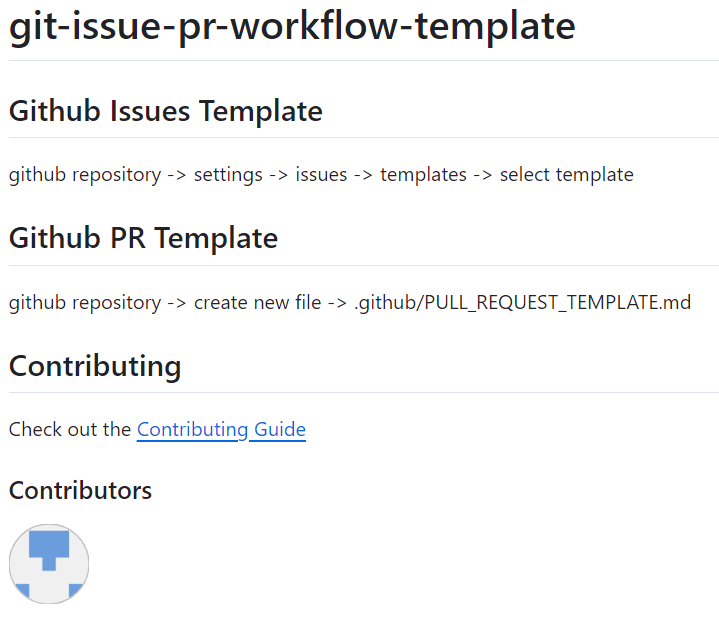 git-issue-pr-workflow-template
Github Issues Template
github repository -> settings -> issues -> templates -> select template
Github PR Template
github repository -> create new file -> .github/PULL_REQUEST_TEMPLATE.md
Contributing
Check out the Contributing Guide
Contributors